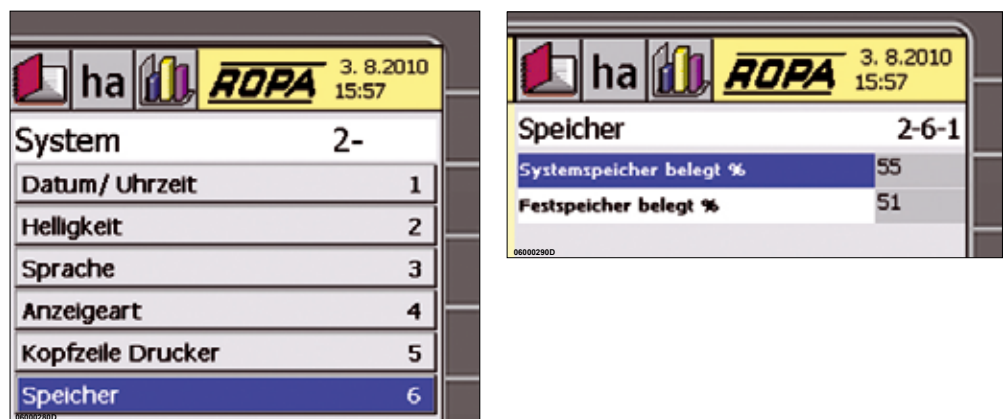 ha ROPA 3. 8.2010
15:57
System 2-
Datum/ Uhrzeit 1
Helligkeit 2
Sprache 3
Anzeigeart 4
Kopfzeile Drucker 5
Speicher 6
06000280D
ha ROPA 3. 8.2010
15:57
Speicher 2-6-1
Systemspeicher belegt % 55
Festspeicher belegt % 51
06000290D